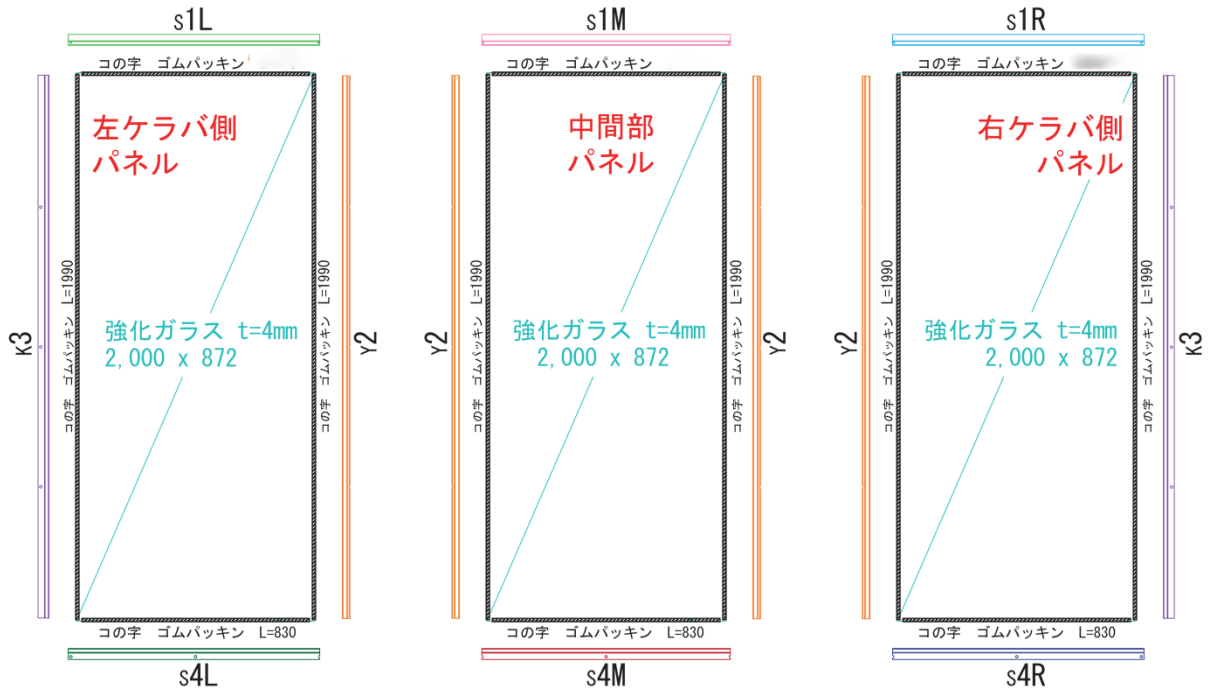 s1L
s1M
s1R
コの字 ゴムパッキン
コの字 ゴムパッキン
コの字 ゴムパッキン
左ケラバ側
パネル
中間部
パネル
右ケラバ側
パネル
K3
コの字 ゴムパッキン L=1990
強化ガラス t=4mm
2,000 x 872
コの字 ゴムパッキン L=1990
Y2
Y2
コの字 ゴムパッキン L=1990
強化ガラス t=4mm
2,000 x 872
コの字 ゴムパッキン L=1990
Y2
Y2
コの字 ゴムパッキン L=1990
強化ガラス t=4mm
2,000 x 872
コの字 ゴムパッキン L=1990
K3
コの字 ゴムパッキン L=830
コの字 ゴムパッキン L=830
コの字 ゴムパッキン L=830
s4L
s4M
s4R